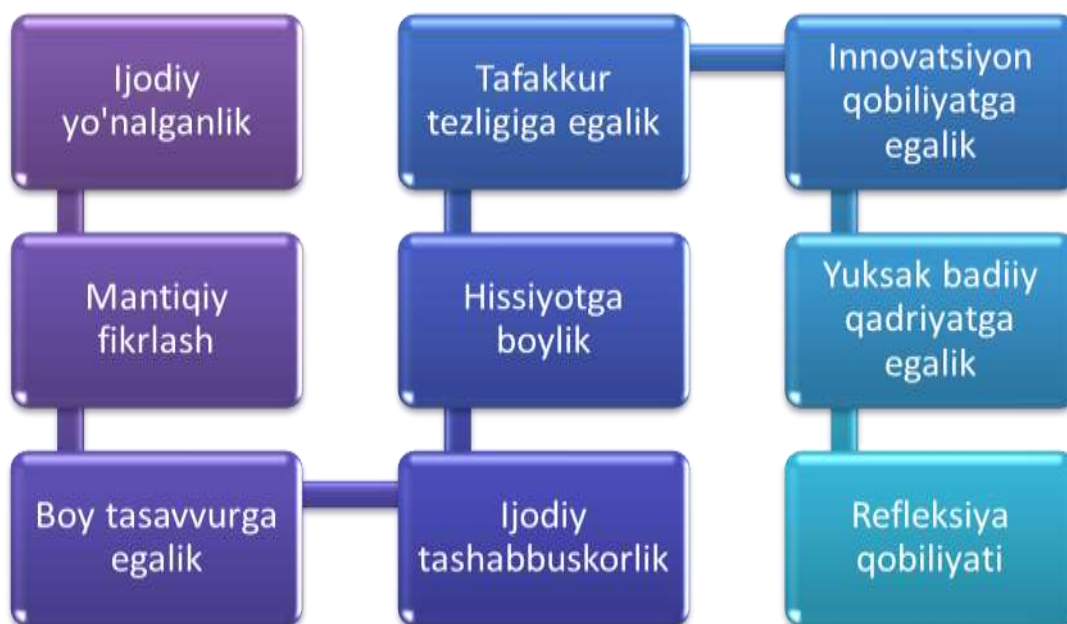 Ijodiy
yo'nalganlik
Mantiqiy
fikrlash
Boy tasavvurga
egalik
Ijodiy
tashabbuskorlik
Hissiyotga
boylik
Tafakkur
tezligiga egalik
Innovatsiyon
qobiliyatga
egalik
Yuksak badiiy
qadriyatga
egalik
Refleksiya
qobiliyati